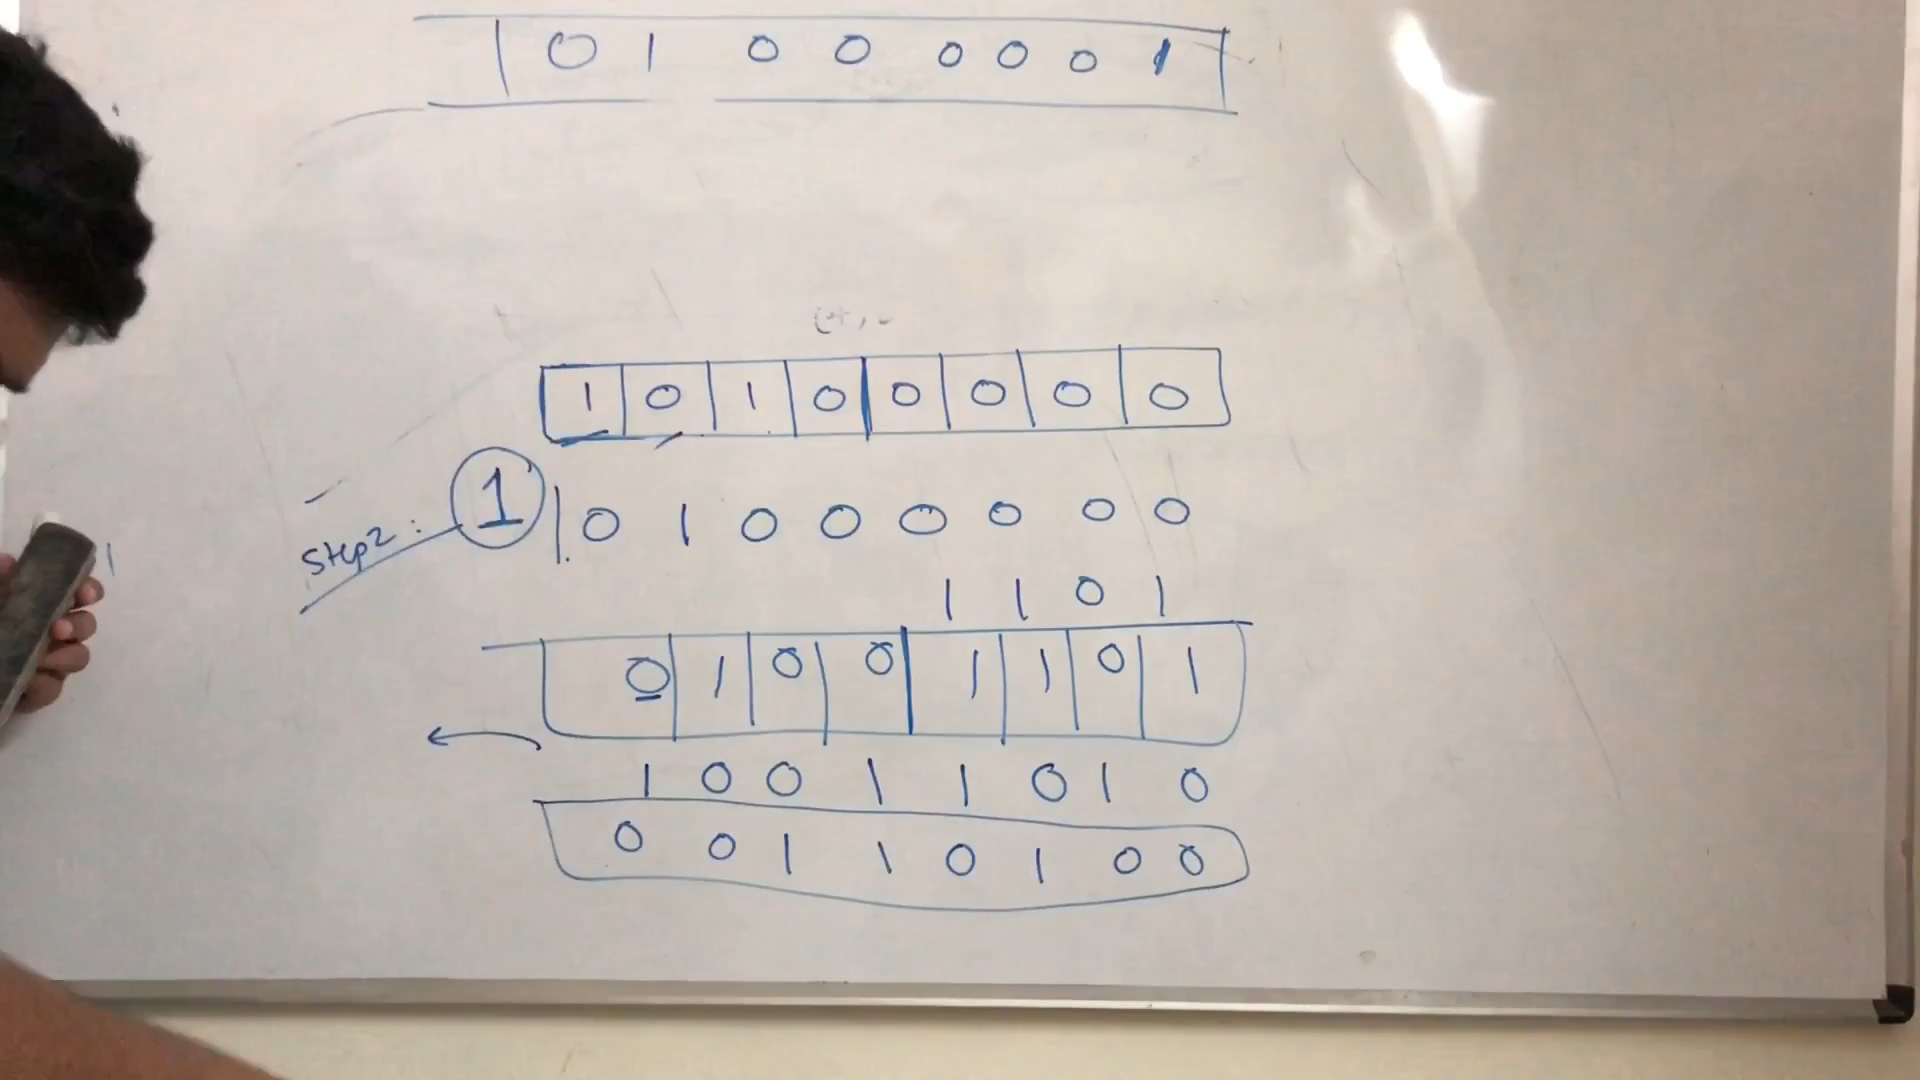 0 1 0 0 0 0 0 1
1 0 1 0 0 0 0 0
Step 2 : 1 0 1 0 0 0 0 0 0
1 1 0 1
0 1 0 0 1 1 0 1
1 0 0 1 1 0 1 0
0 0 1 1 0 1 0 0